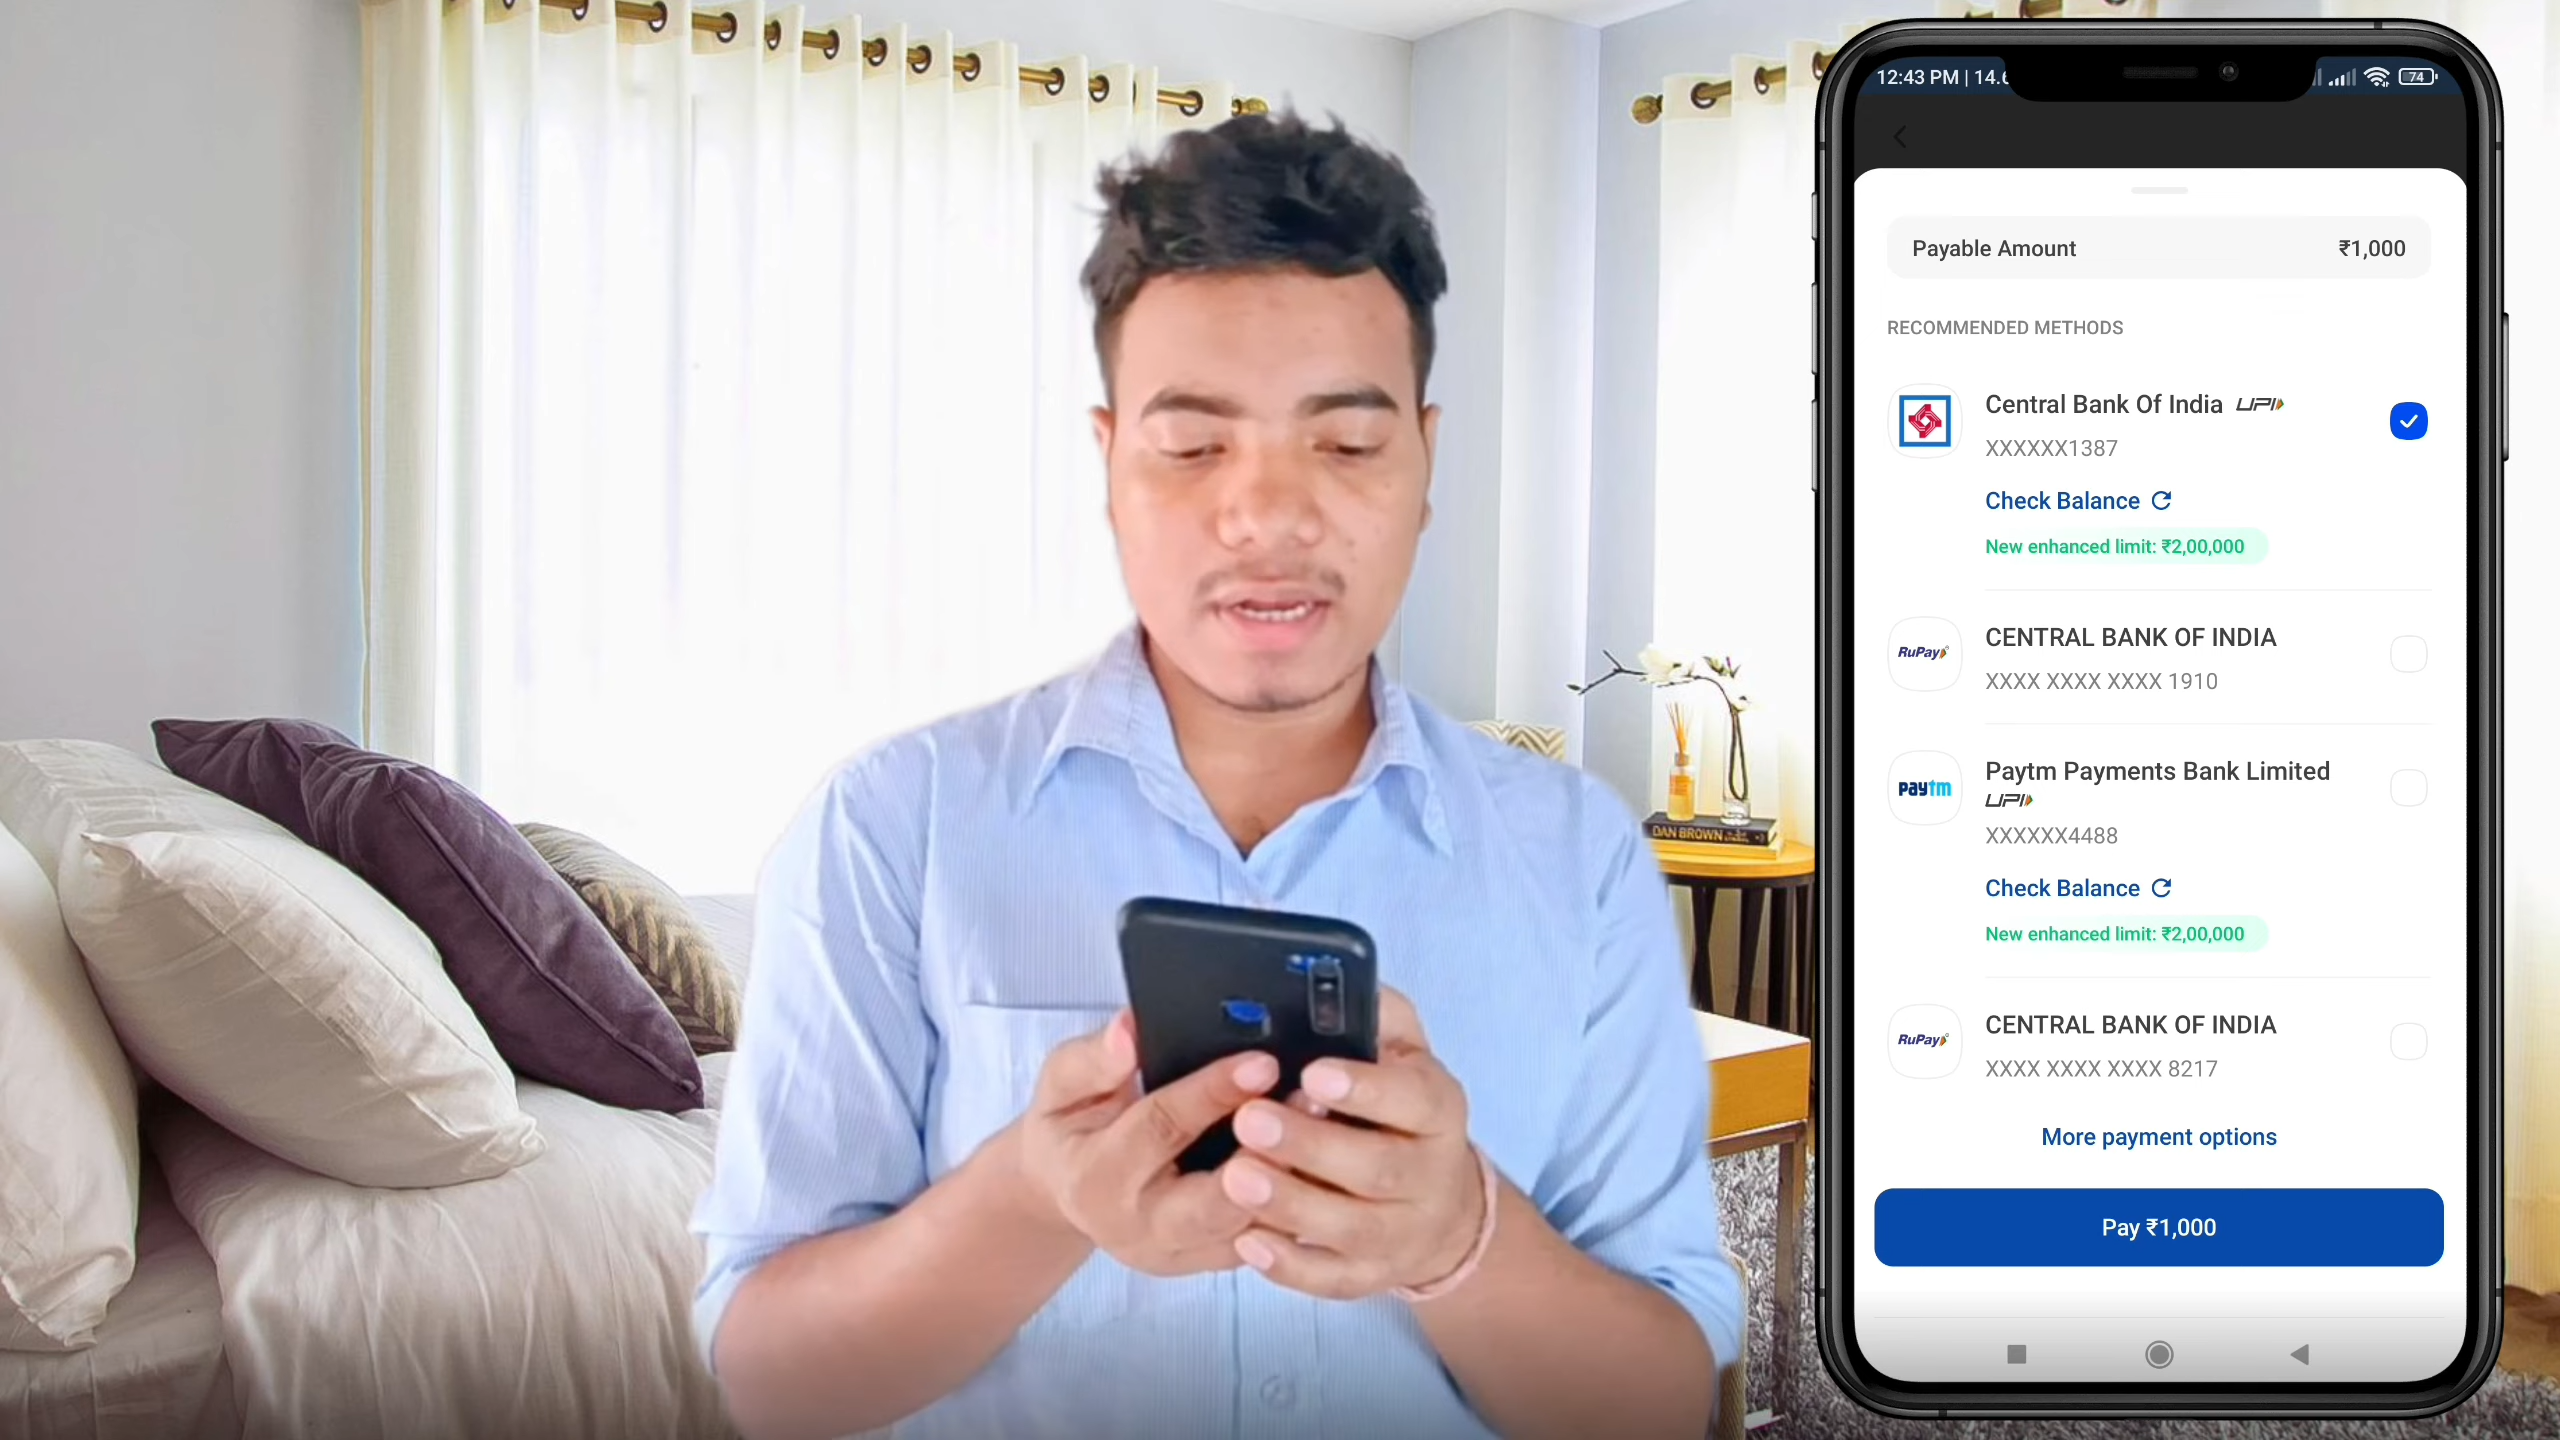 12:43 PM | 14.6
74
Payable Amount ₹1,000
RECOMMENDED METHODS
Central Bank Of India UPI
XXXXXX1387
Check Balance
New enhanced limit: ₹2,00,000
RuPay CENTRAL BANK OF INDIA
XXXX XXXX XXXX 1910
paytm Paytm Payments Bank Limited
UPI
XXXXXX4488
Check Balance
New enhanced limit: ₹2,00,000
RuPay CENTRAL BANK OF INDIA
XXXX XXXX XXXX 8217
More payment options
Pay ₹1,000
DAN BROWN